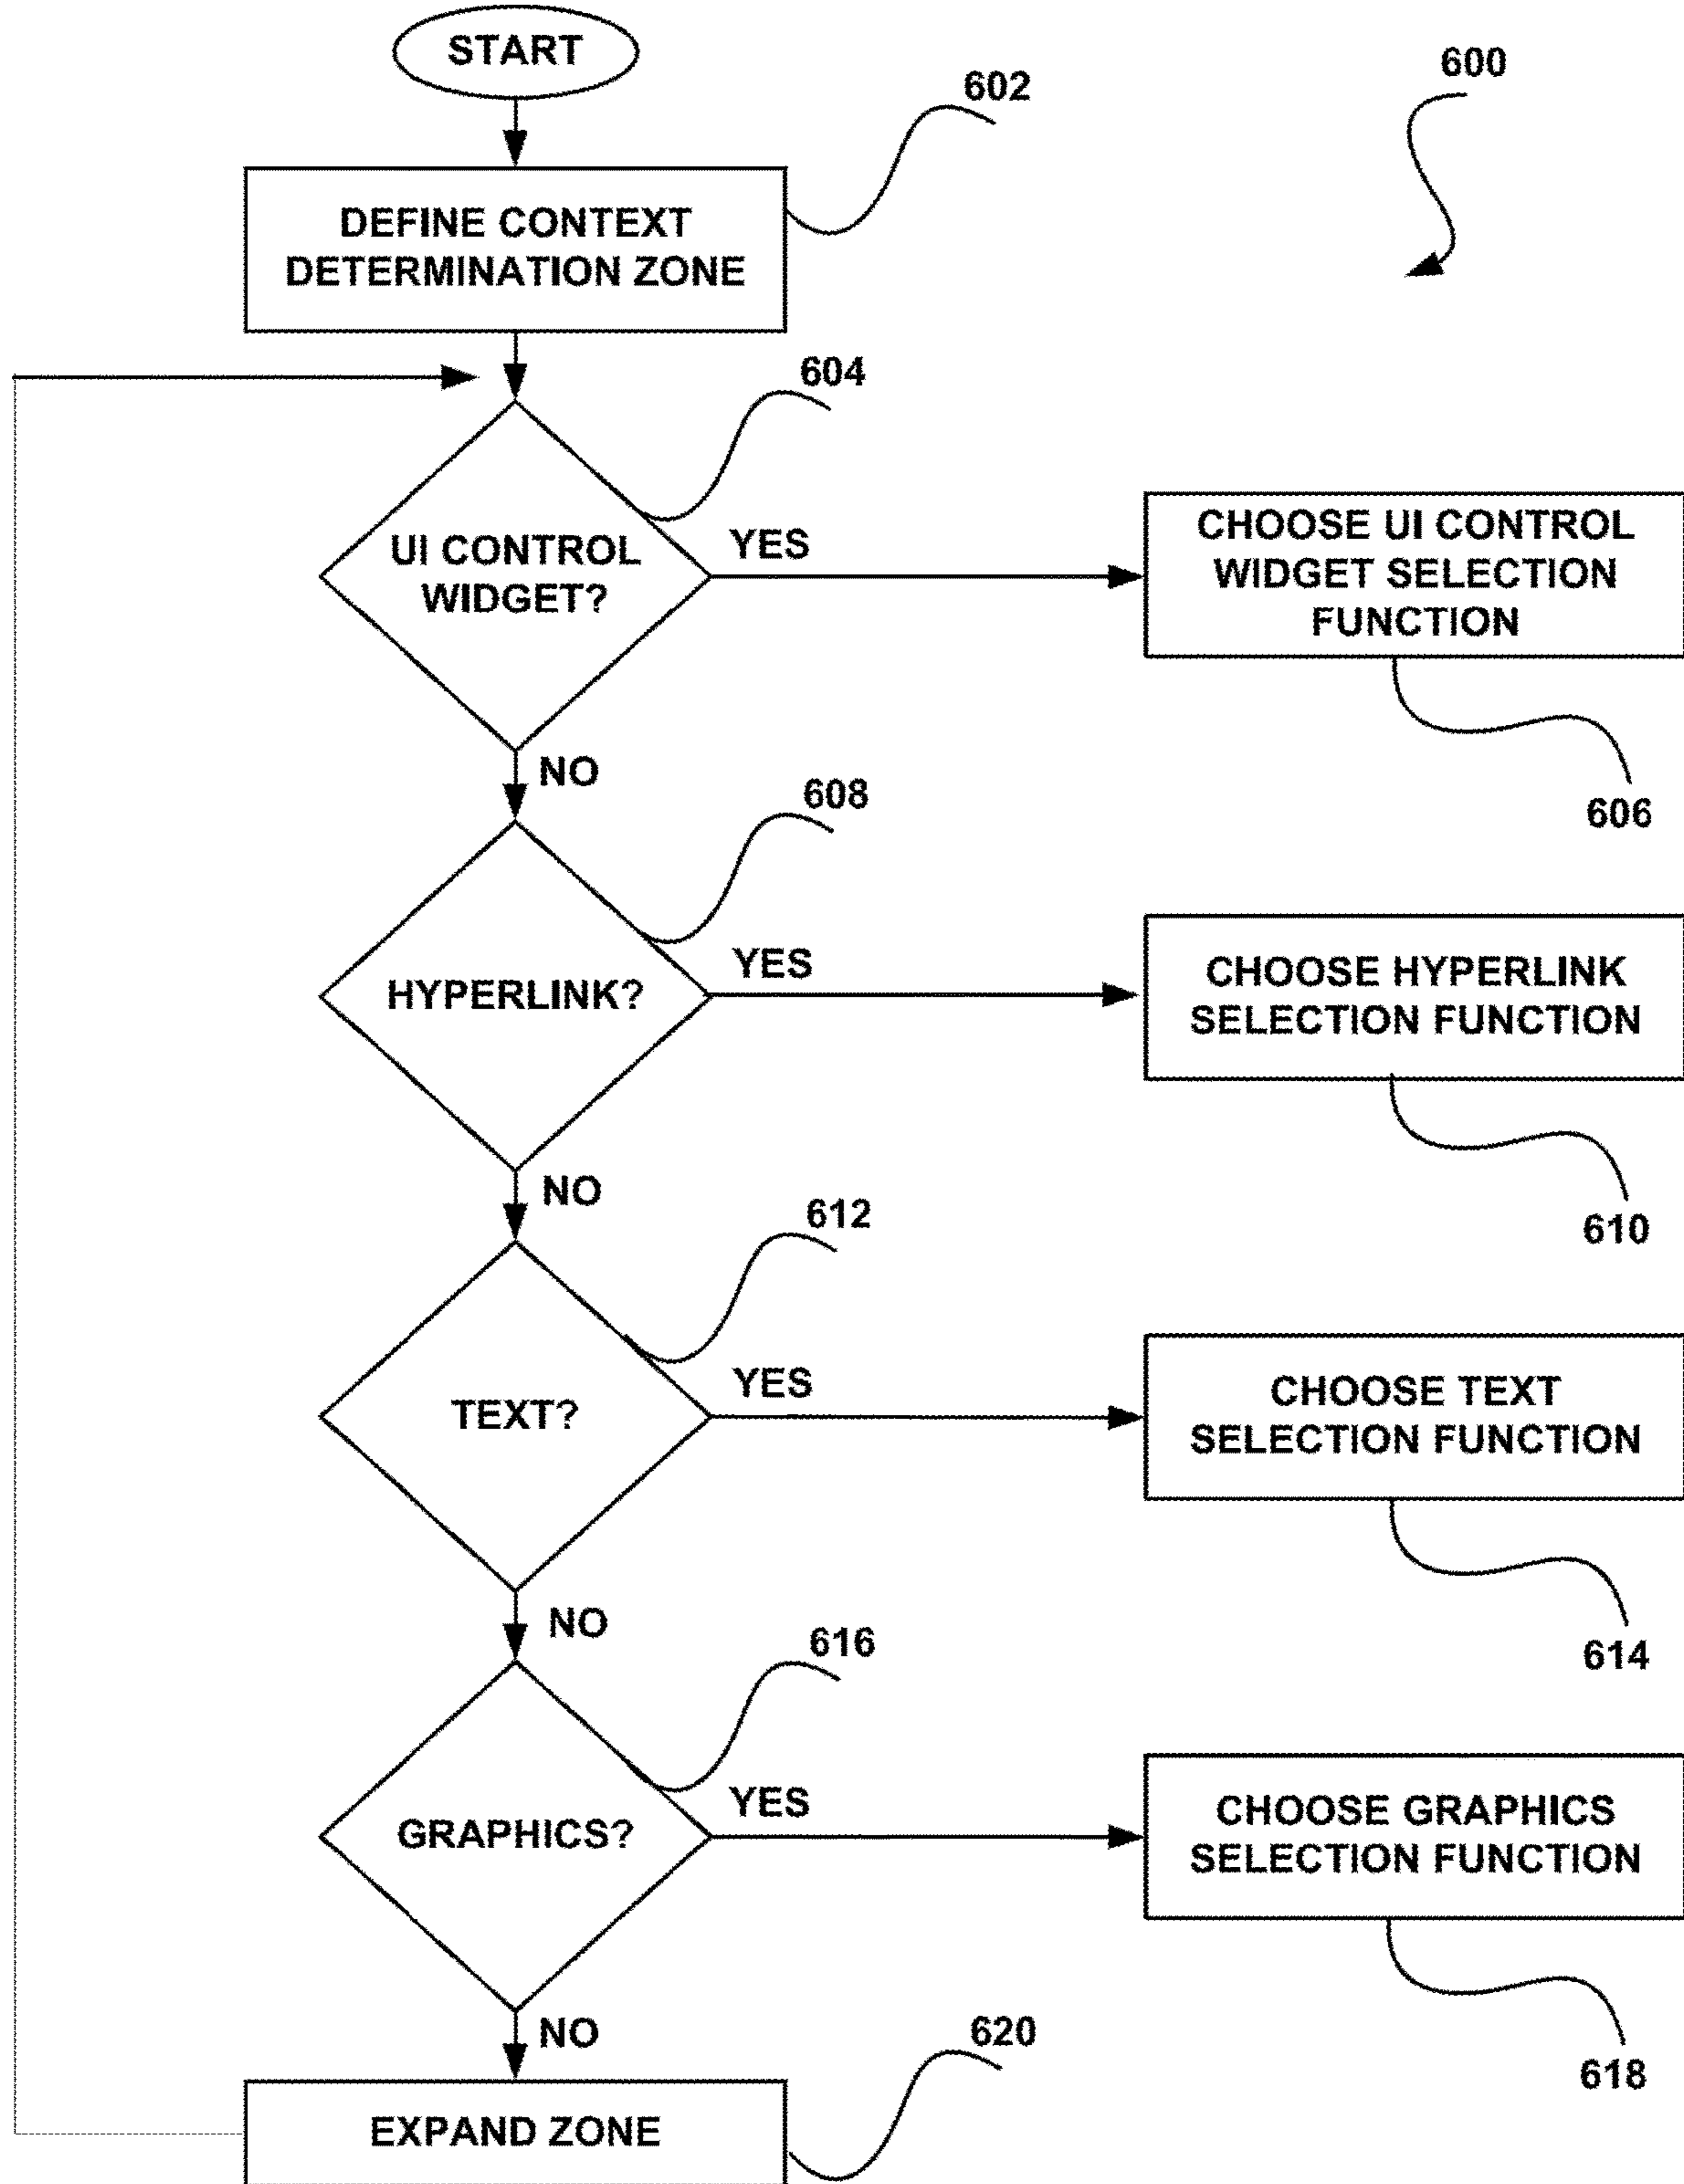 START
602
600
DEFINE CONTEXT
DETERMINATION ZONE
604
UI CONTROL
WIDGET?
YES
CHOOSE UI CONTROL
WIDGET SELECTION
FUNCTION
606
NO
608
HYPERLINK?
YES
CHOOSE HYPERLINK
SELECTION FUNCTION
610
NO
612
TEXT?
YES
CHOOSE TEXT
SELECTION FUNCTION
614
NO
616
GRAPHICS?
YES
CHOOSE GRAPHICS
SELECTION FUNCTION
618
NO
620
EXPAND ZONE